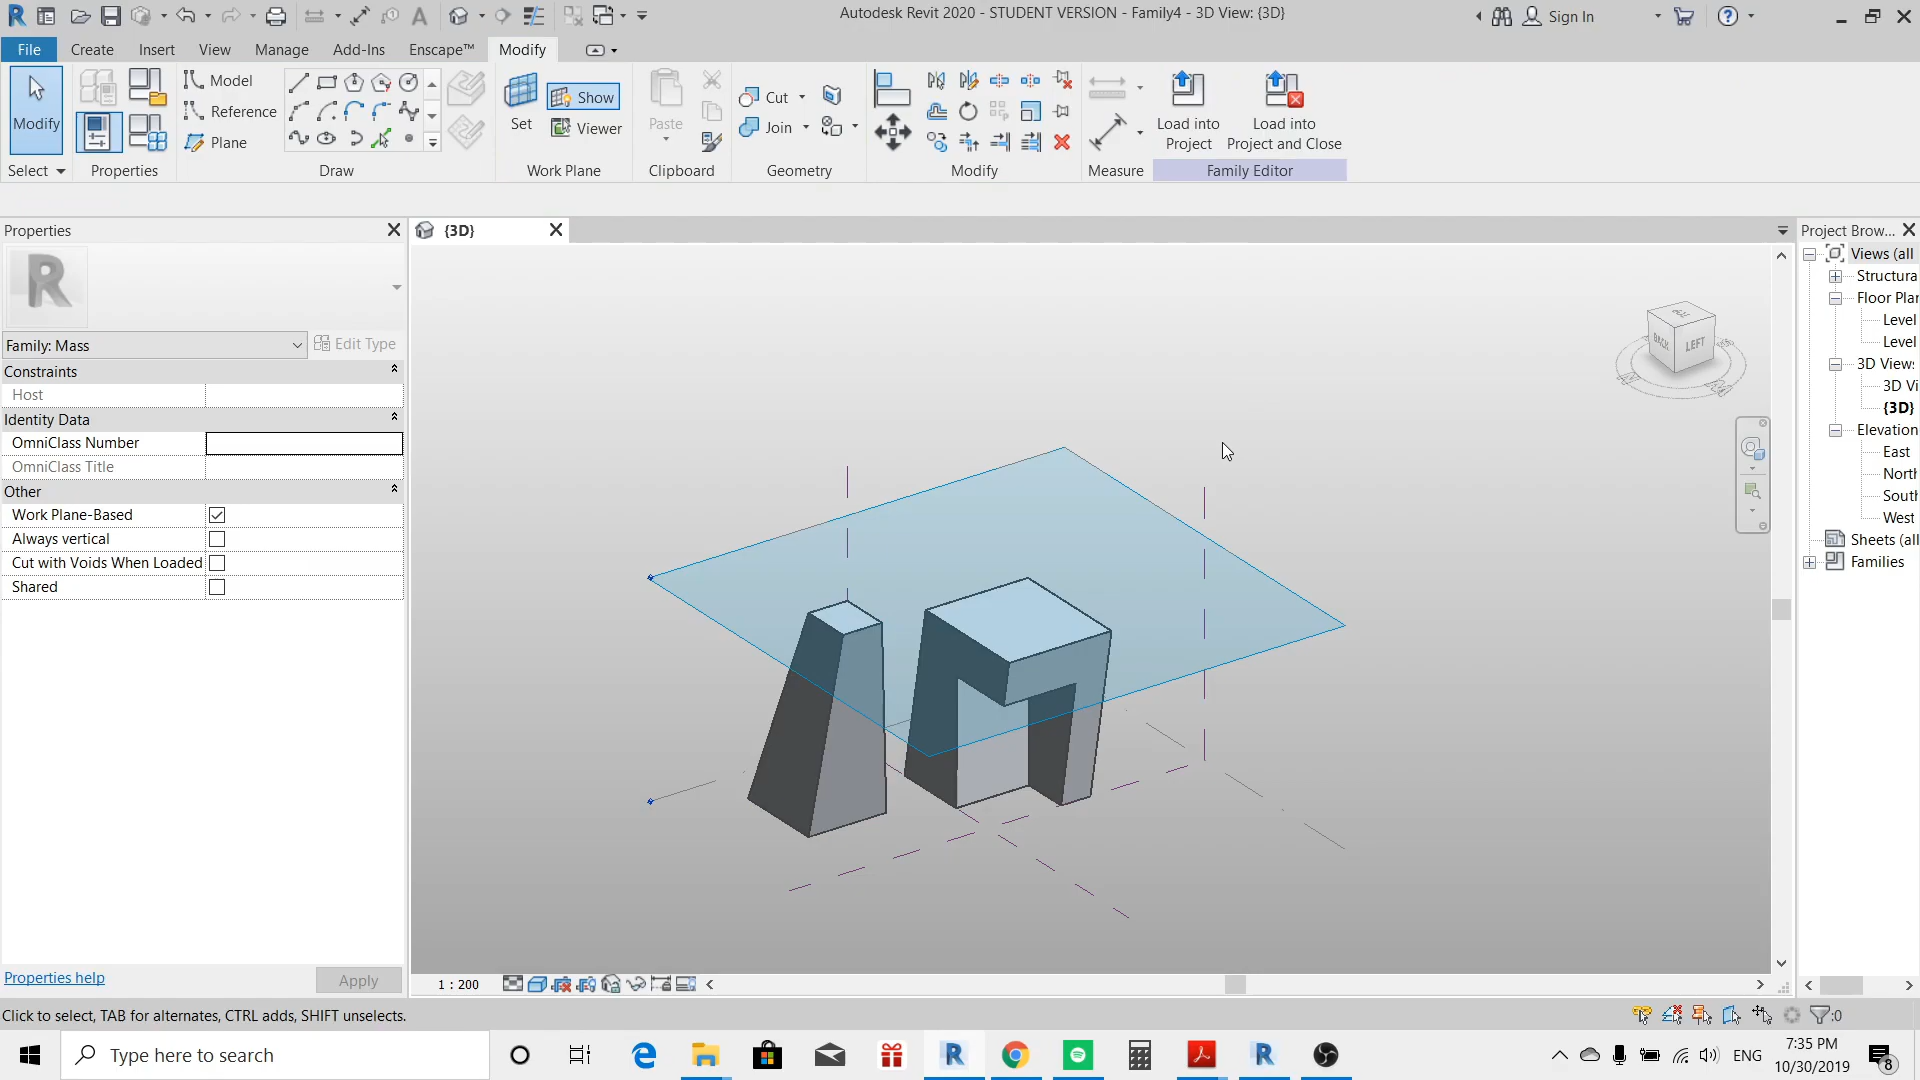 Autodesk Revit 2020 - STUDENT VERSION - Family4 - 3D View: {3D}
Sign In
File
Create
Insert
View
Manage
Add-Ins
Enscape™
Modify
Modify
Select
Properties
Model
Reference
Plane
Draw
Set
Show
Viewer
Work Plane
Paste
Clipboard
Cut
Join
Geometry
Modify
Measure
Load into
Project
Load into
Project and Close
Family Editor
Properties
Family: Mass
Edit Type
Constraints
Host
Identity Data
OmniClass Number
OmniClass Title
Other
Work Plane-Based
Always vertical
Cut with Voids When Loaded
Shared
Properties help
Apply
{3D}
BACK
LEFT
1 : 200
Project Brow...
Views (all
Structura
Floor Plan
Level
Level
3D Views
3D Vi
{3D}
Elevation
East
North
South
West
Sheets (all
Families
Click to select, TAB for alternates, CTRL adds, SHIFT unselects.
:0
Type here to search
ENG
7:35 PM
10/30/2019
8